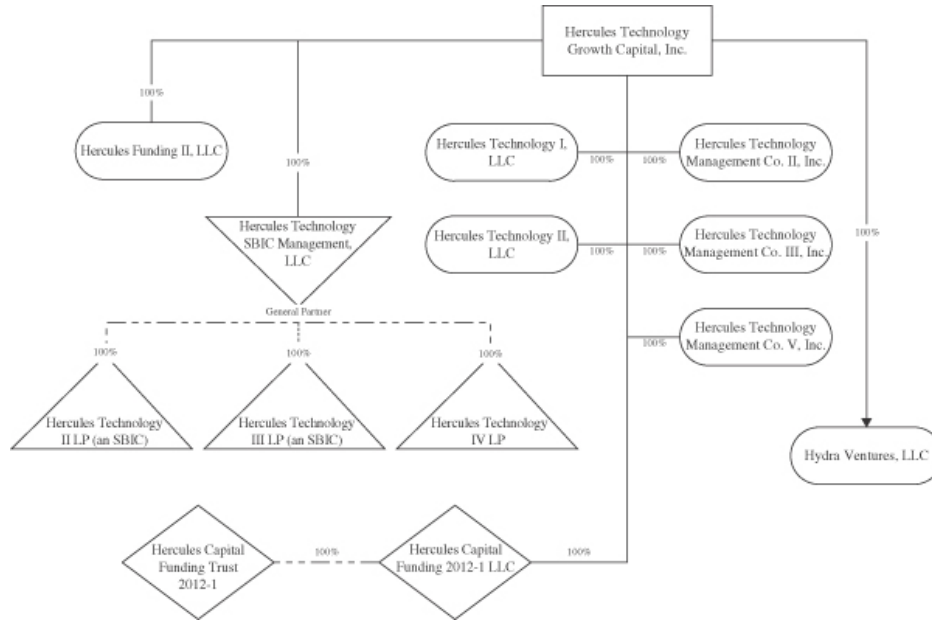 Hercules Technology
Growth Capital, Inc.
100%
Hercules Funding II, LLC
100%
Hercules Technology
SBIC Management,
LLC
General Partner
100%
100%
100%
Hercules Technology
II LP (an SBIC)
Hercules Technology
III LP (an SBIC)
Hercules Technology
IV LP
Hercules Technology I,
LLC
100%
100%
Hercules Technology
Management Co. II, Inc.
Hercules Technology II,
LLC
100%
100%
Hercules Technology
Management Co. III, Inc.
100%
Hercules Technology
Management Co. V, Inc.
100%
Hydra Ventures, LLC
Hercules Capital
Funding Trust
2012-1
100%
Hercules Capital
Funding 2012-1 LLC
100%